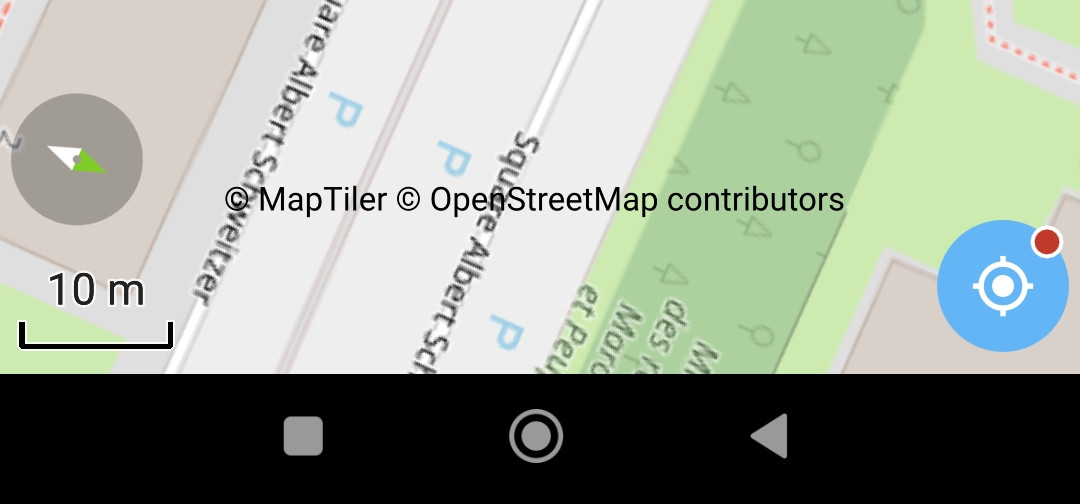 uare Albert Schweitzer
P
P
Square Albert Sch
© MapTiler © OpenStreetMap contributors
10 m
P
et Peu
Maro
des r
M